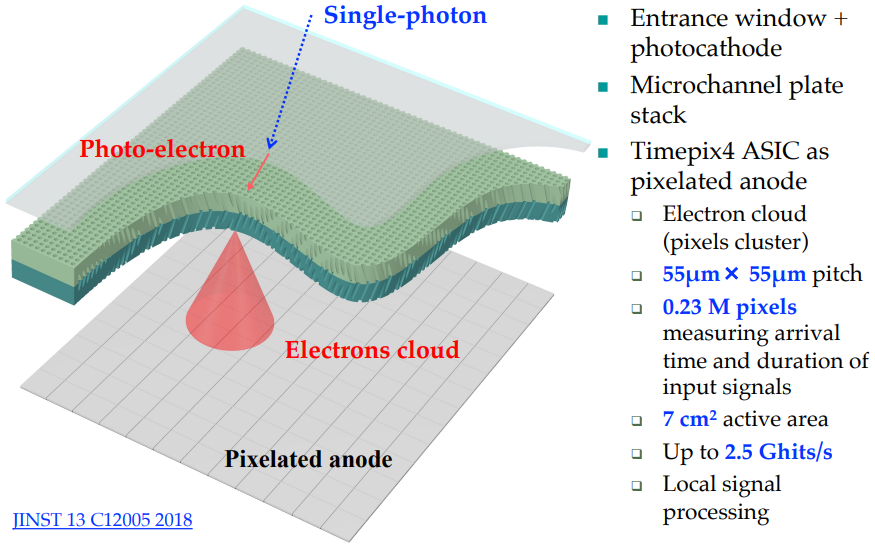 Single-photon
Photo-electron
Electrons cloud
Pixelated anode
JINST 13 C12005 2018
Entrance window +
photocathode
Microchannel plate
stack
Timepix4 ASIC as
pixelated anode
Electron cloud
(pixels cluster)
55µm × 55µm pitch
0.23 M pixels
measuring arrival
time and duration of
input signals
7 cm² active area
Up to 2.5 Ghits/s
Local signal
processing